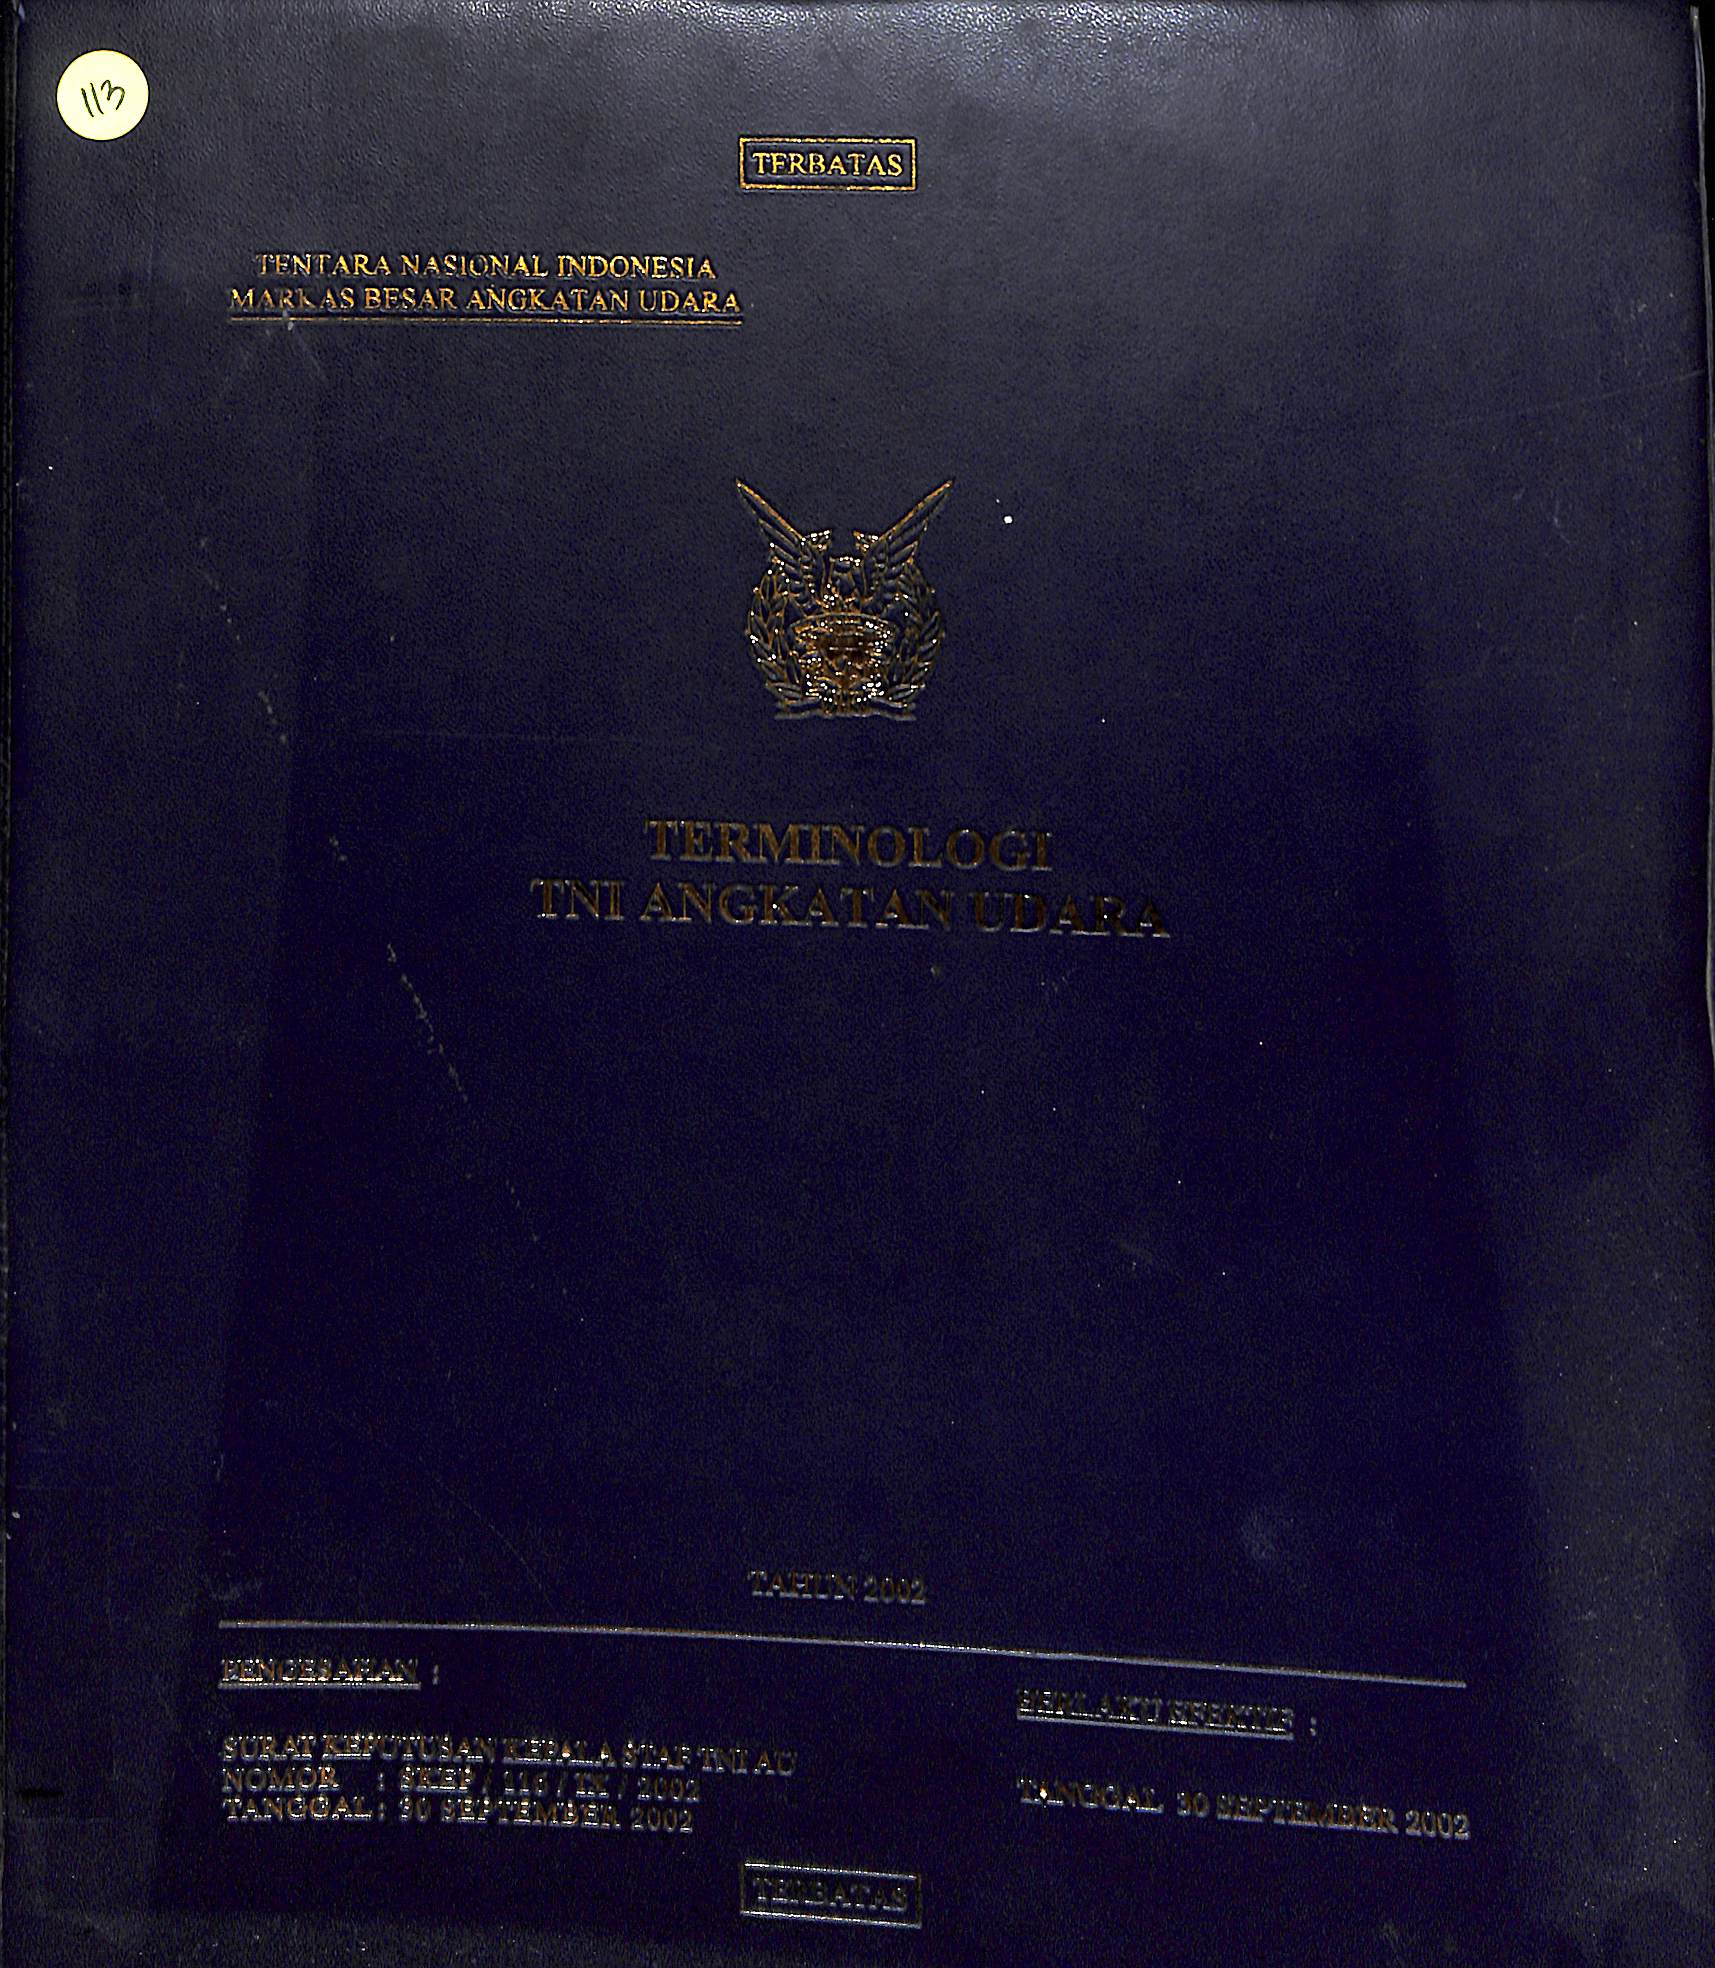 113
TERBATAS
TENTARA NASIONAL INDONESIA
MARKAS BESAR ANGKATAN UDARA
TERMINOLOGI
TNI ANGKATAN UDARA
TAHUN 2002
PENGESAHAN :
BERLAKU EFEKTIF :
SURAT KEPUTUSAN KEPALA STAF TNI AU
NOMOR : SKEP / / IX / 2002
TANGGAL : 30 SEPTEMBER 2002
TANGGAL 30 SEPTEMBER 2002
TERBATAS